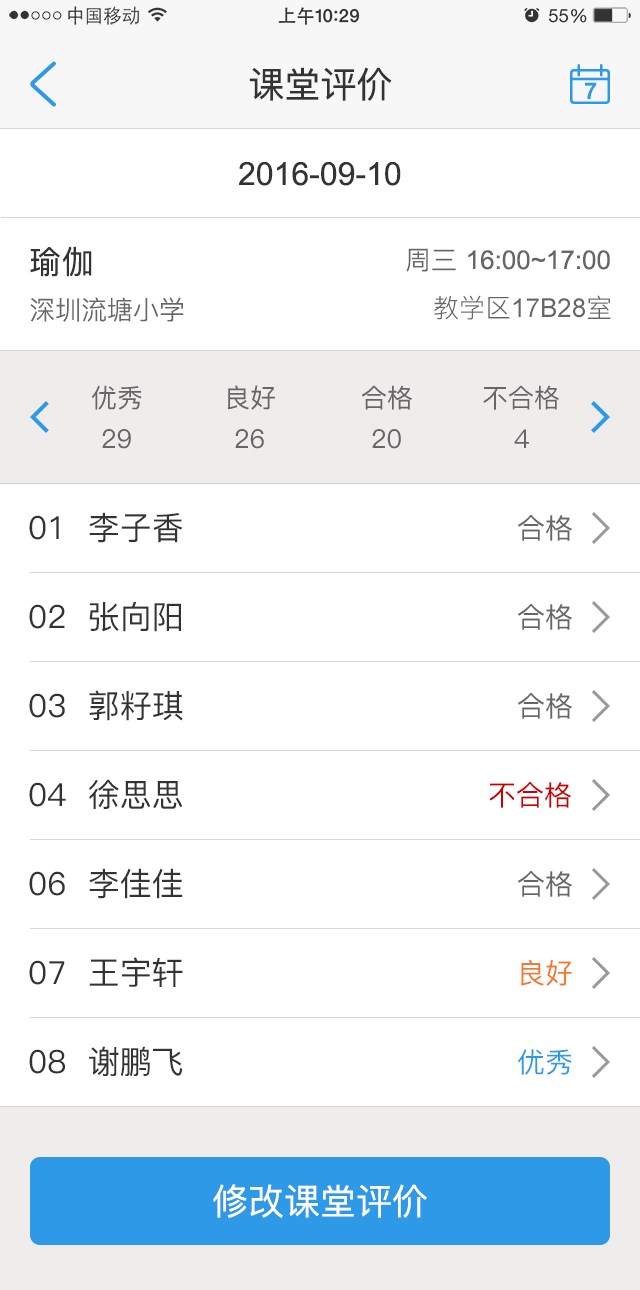 中国移动 上午10:29 55%
课堂评价 7
2016-09-10
瑜伽 周三 16:00~17:00
深圳流塘小学 教学区17B28室
优秀 良好 合格 不合格
29 26 20 4
01 李子香 合格
02 张向阳 合格
03 郭籽琪 合格
04 徐思思 不合格
06 李佳佳 合格
07 王宇轩 良好
08 谢鹏飞 优秀
修改课堂评价